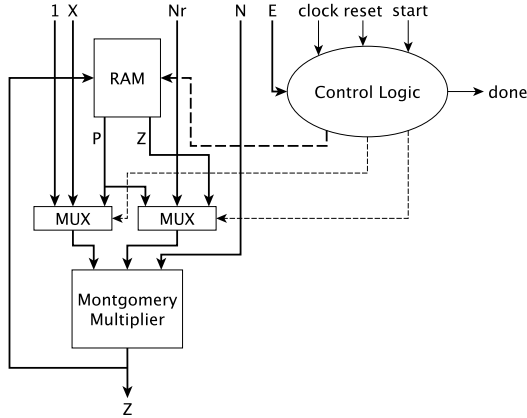 1 X Nr N E clock reset start
RAM
Control Logic
done
P Z
MUX MUX
Montgomery
Multiplier
Z